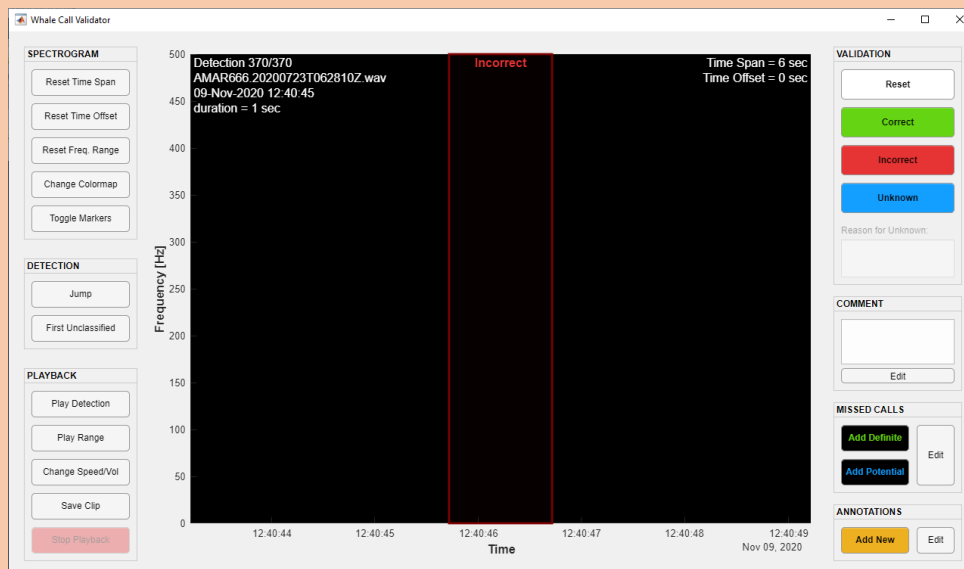 Whale Call Validator
SPECTROGRAM
Reset Time Span
Reset Time Offset
Reset Freq. Range
Change Colormap
Toggle Markers
DETECTION
Jump
First Unclassified
PLAYBACK
Play Detection
Play Range
Change Speed/Vol
Save Clip
Stop Playback
Detection 370/370
AMAR666.20200723T062810Z.wav
09-Nov-2020 12:40:45
duration = 1 sec
Incorrect
Time Span = 6 sec
Time Offset = 0 sec
Frequency [Hz]
500
450
400
350
300
250
200
150
100
50
0
12:40:44 12:40:45 12:40:46 12:40:47 12:40:48 12:40:49
Time
Nov 09, 2020
VALIDATION
Reset
Correct
Incorrect
Unknown
Reason for Unknown:
COMMENT
Edit
MISSED CALLS
Add Definite
Add Potential
Edit
ANNOTATIONS
Add New
Edit